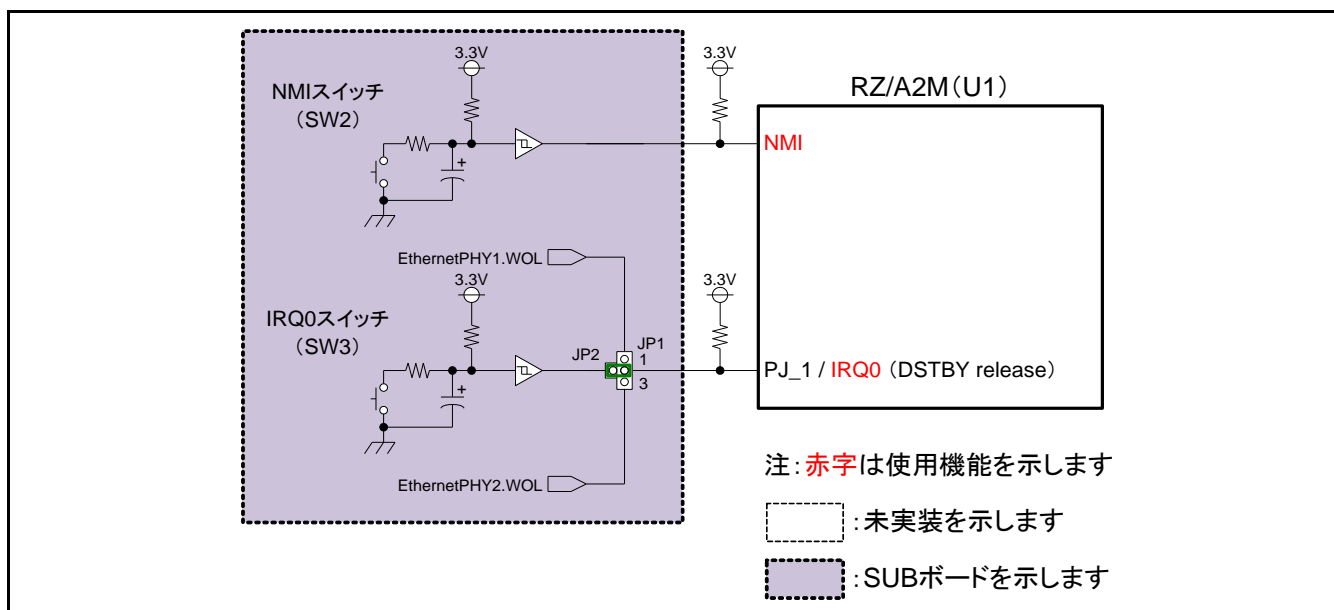 3.3V
3.3V
NMIスイッチ
（SW2）
RZ/A2M（U1）
NMI
EthernetPHY1.WOL
3.3V
3.3V
IRQ0スイッチ
（SW3）
JP2
JP1
1
3
PJ_1 / IRQ0（DSTBY release）
EthernetPHY2.WOL
注：赤字は使用機能を示します
：未実装を示します
：SUBボードを示します